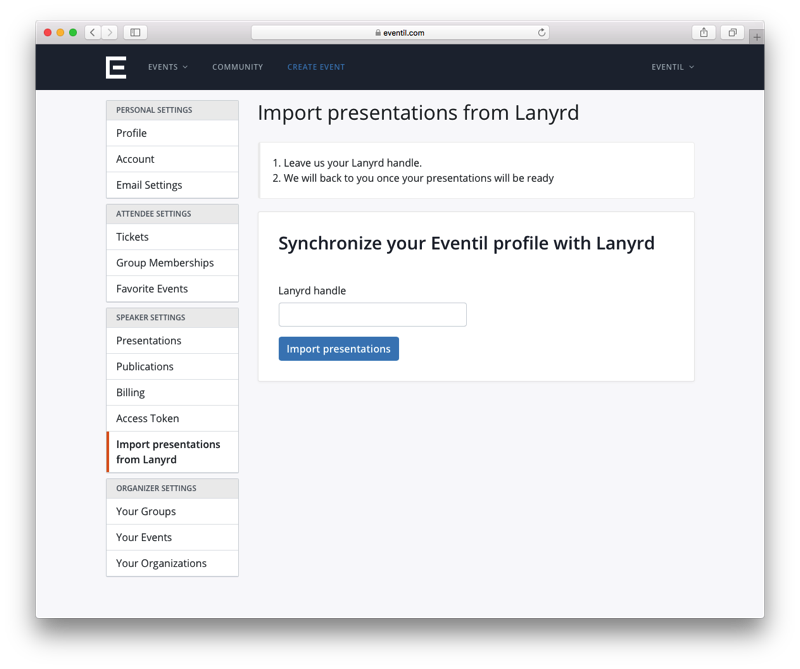 eventil.com
EVENTS
COMMUNITY
CREATE EVENT
EVENTIL
PERSONAL SETTINGS
Profile
Account
Email Settings
ATTENDEE SETTINGS
Tickets
Group Memberships
Favorite Events
SPEAKER SETTINGS
Presentations
Publications
Billing
Access Token
Import presentations
from Lanyrd
ORGANIZER SETTINGS
Your Groups
Your Events
Your Organizations
Import presentations from Lanyrd
1. Leave us your Lanyrd handle.
2. We will back to you once your presentations will be ready
Synchronize your Eventil profile with Lanyrd
Lanyrd handle
Import presentations